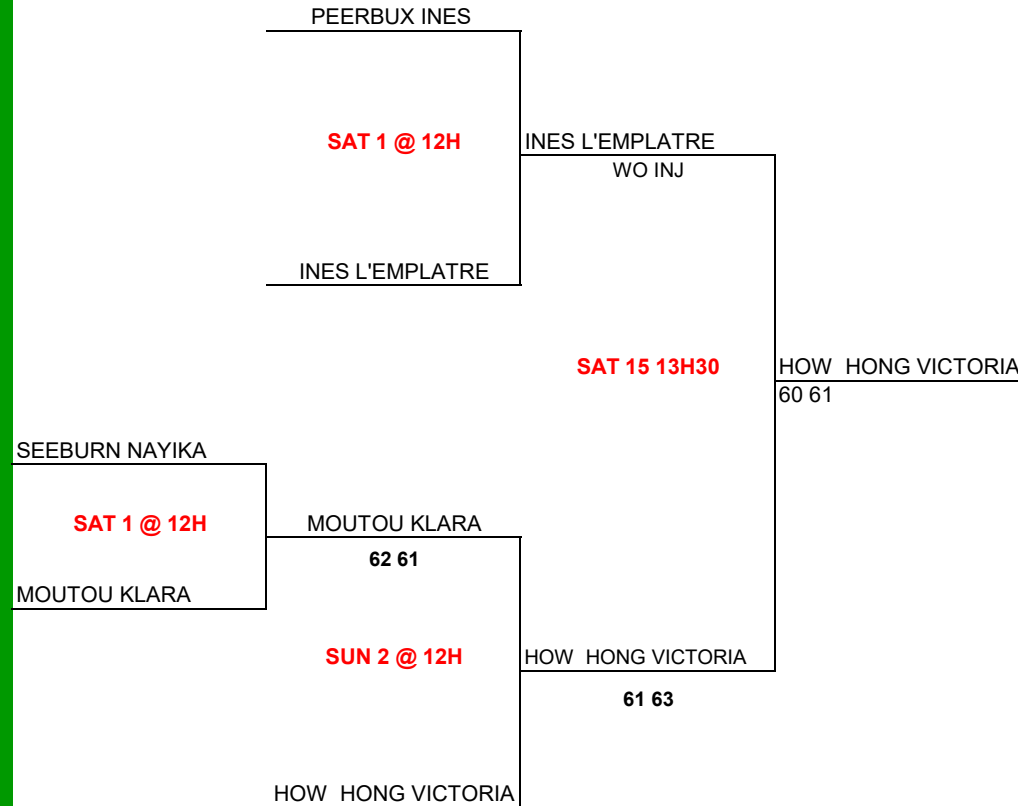 PEERBUX INES
SAT 1 @ 12H
INES L'EMPLATRE
WO INJ
INES L'EMPLATRE
SAT 15 13H30
HOW  HONG VICTORIA
60 61
SEEBURN NAYIKA
SAT 1 @ 12H
MOUTOU KLARA
62 61
MOUTOU KLARA
SUN 2 @ 12H
HOW  HONG VICTORIA
61 63
HOW  HONG VICTORIA